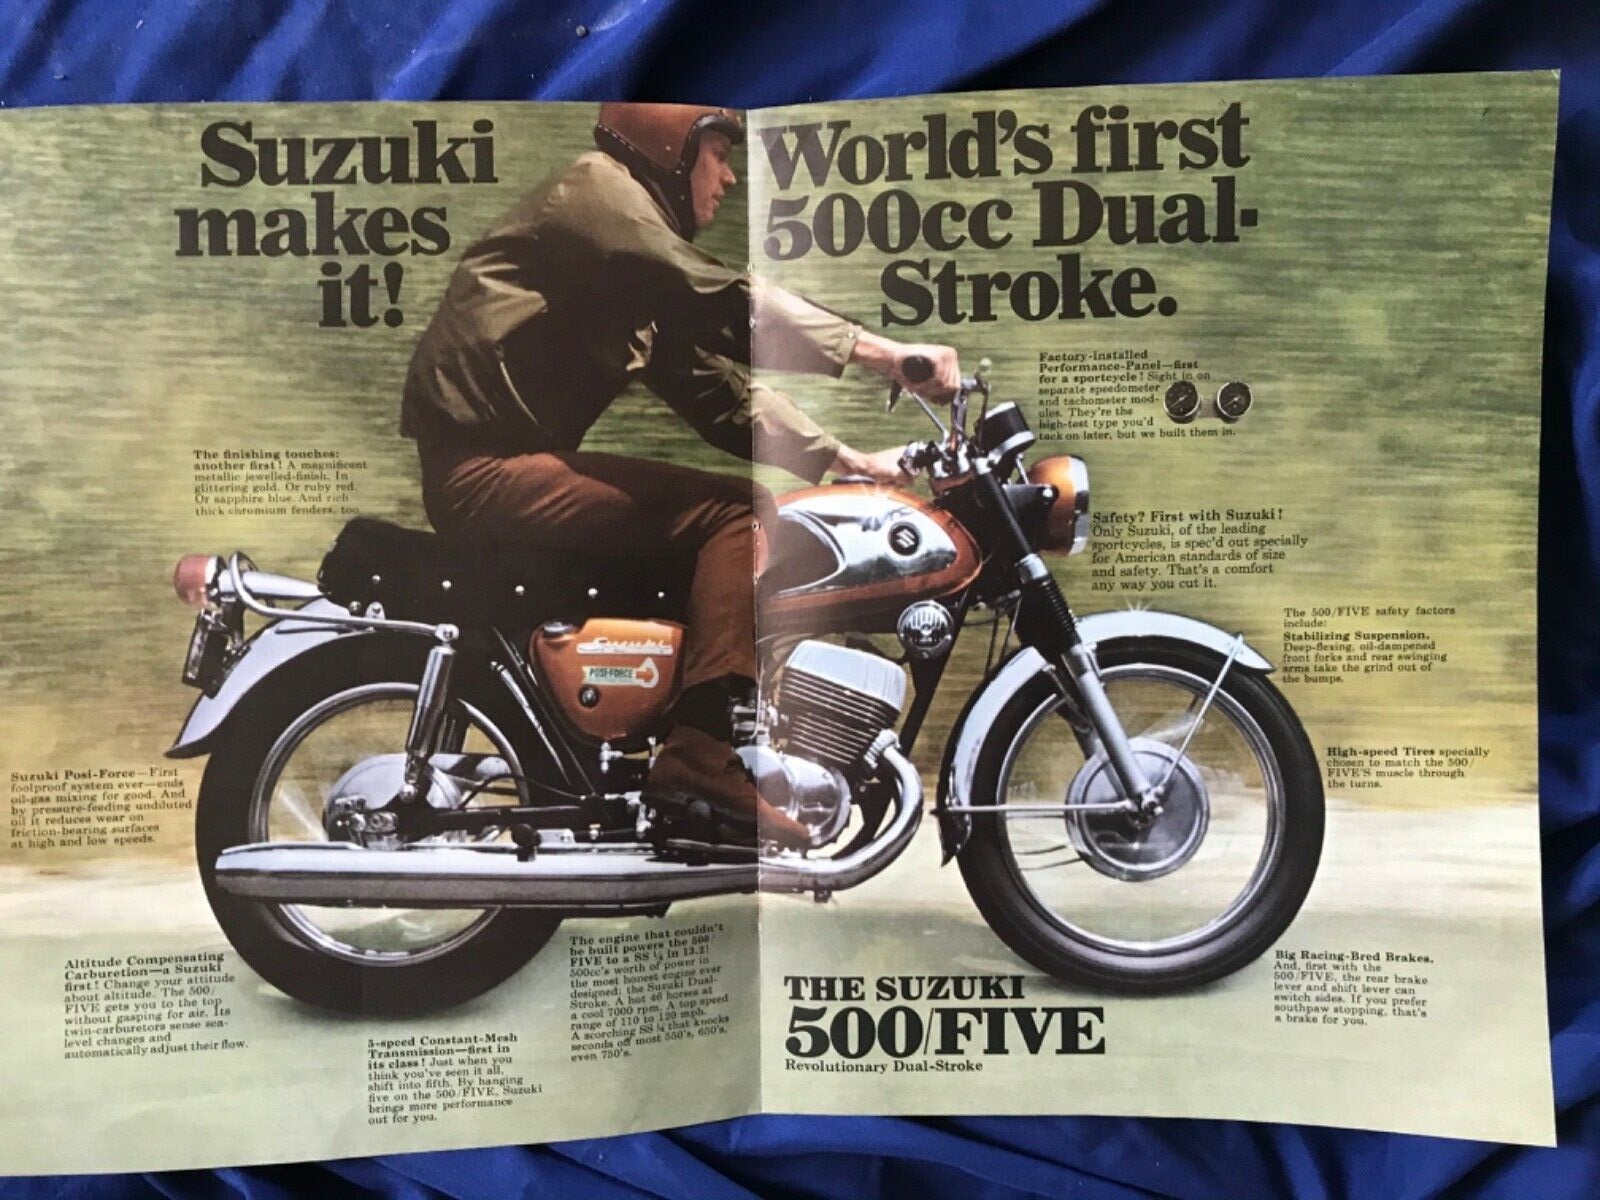 Suzuki
makes
it!
World's first
500cc Dual-
Stroke.
Factory-installed
Performance-Panel—first
for a sportcycle! Sight in on
separate speedometer
and tachometer mod-
ules. They're the
high-test type you'd
tack on later, but we built them in.
The finishing touches:
another first! A magnificent
metallic jewelled-finish. In
glittering gold. Or ruby red.
Or sapphire blue. And rich
thick chromium fenders, too.
Safety? First with Suzuki!
Only Suzuki, of the leading
sportcycles, is spec'd out specially
for American standards of size
and safety. That's a comfort
any way you cut it.
The 500/FIVE safety factors
include:
Stabilizing Suspension.
Deep-flexing, oil-dampened
front forks and rear swinging
arms take the grind out of
the bumps.
Suzuki
POSI-FORCE
High-speed Tires specially
chosen to match the 500/
FIVE'S muscle through
the turns.
Suzuki Posi-Force—First
foolproof system ever—ends
oil-gas mixing for good. And
by pressure-feeding undiluted
oil it reduces wear on
friction-bearing surfaces
at high and low speeds.
Altitude Compensating
Carburetion—a Suzuki
first! Change your attitude
about altitude. The 500/
FIVE gets you to the top
without gasping for air. Its
twin-carburetors sense sea-
level changes and
automatically adjust their flow.
5-speed Constant-Mesh
Transmission—first in
its class! Just when you
think you've seen it all,
shift into fifth. By hanging
five on the 500/FIVE, Suzuki
brings more performance
out for you.
The engine that couldn't
be built powers the 500/
FIVE to a SS ¼ in 13.2!
500cc's worth of power in
the most honest engine ever
designed: the Suzuki Dual-
Stroke. A hot 46 horses at
a cool 7000 rpm. A top speed
range of 110 to 120 mph.
A scorching SS ¼ that knocks
seconds off most 550's, 650's,
even 750's.
THE SUZUKI
500/FIVE
Revolutionary Dual-Stroke
Big Racing-Bred Brakes.
And, first with the
500/FIVE, the rear brake
lever and shift lever can
switch sides. If you prefer
southpaw stopping, that's
a brake for you.